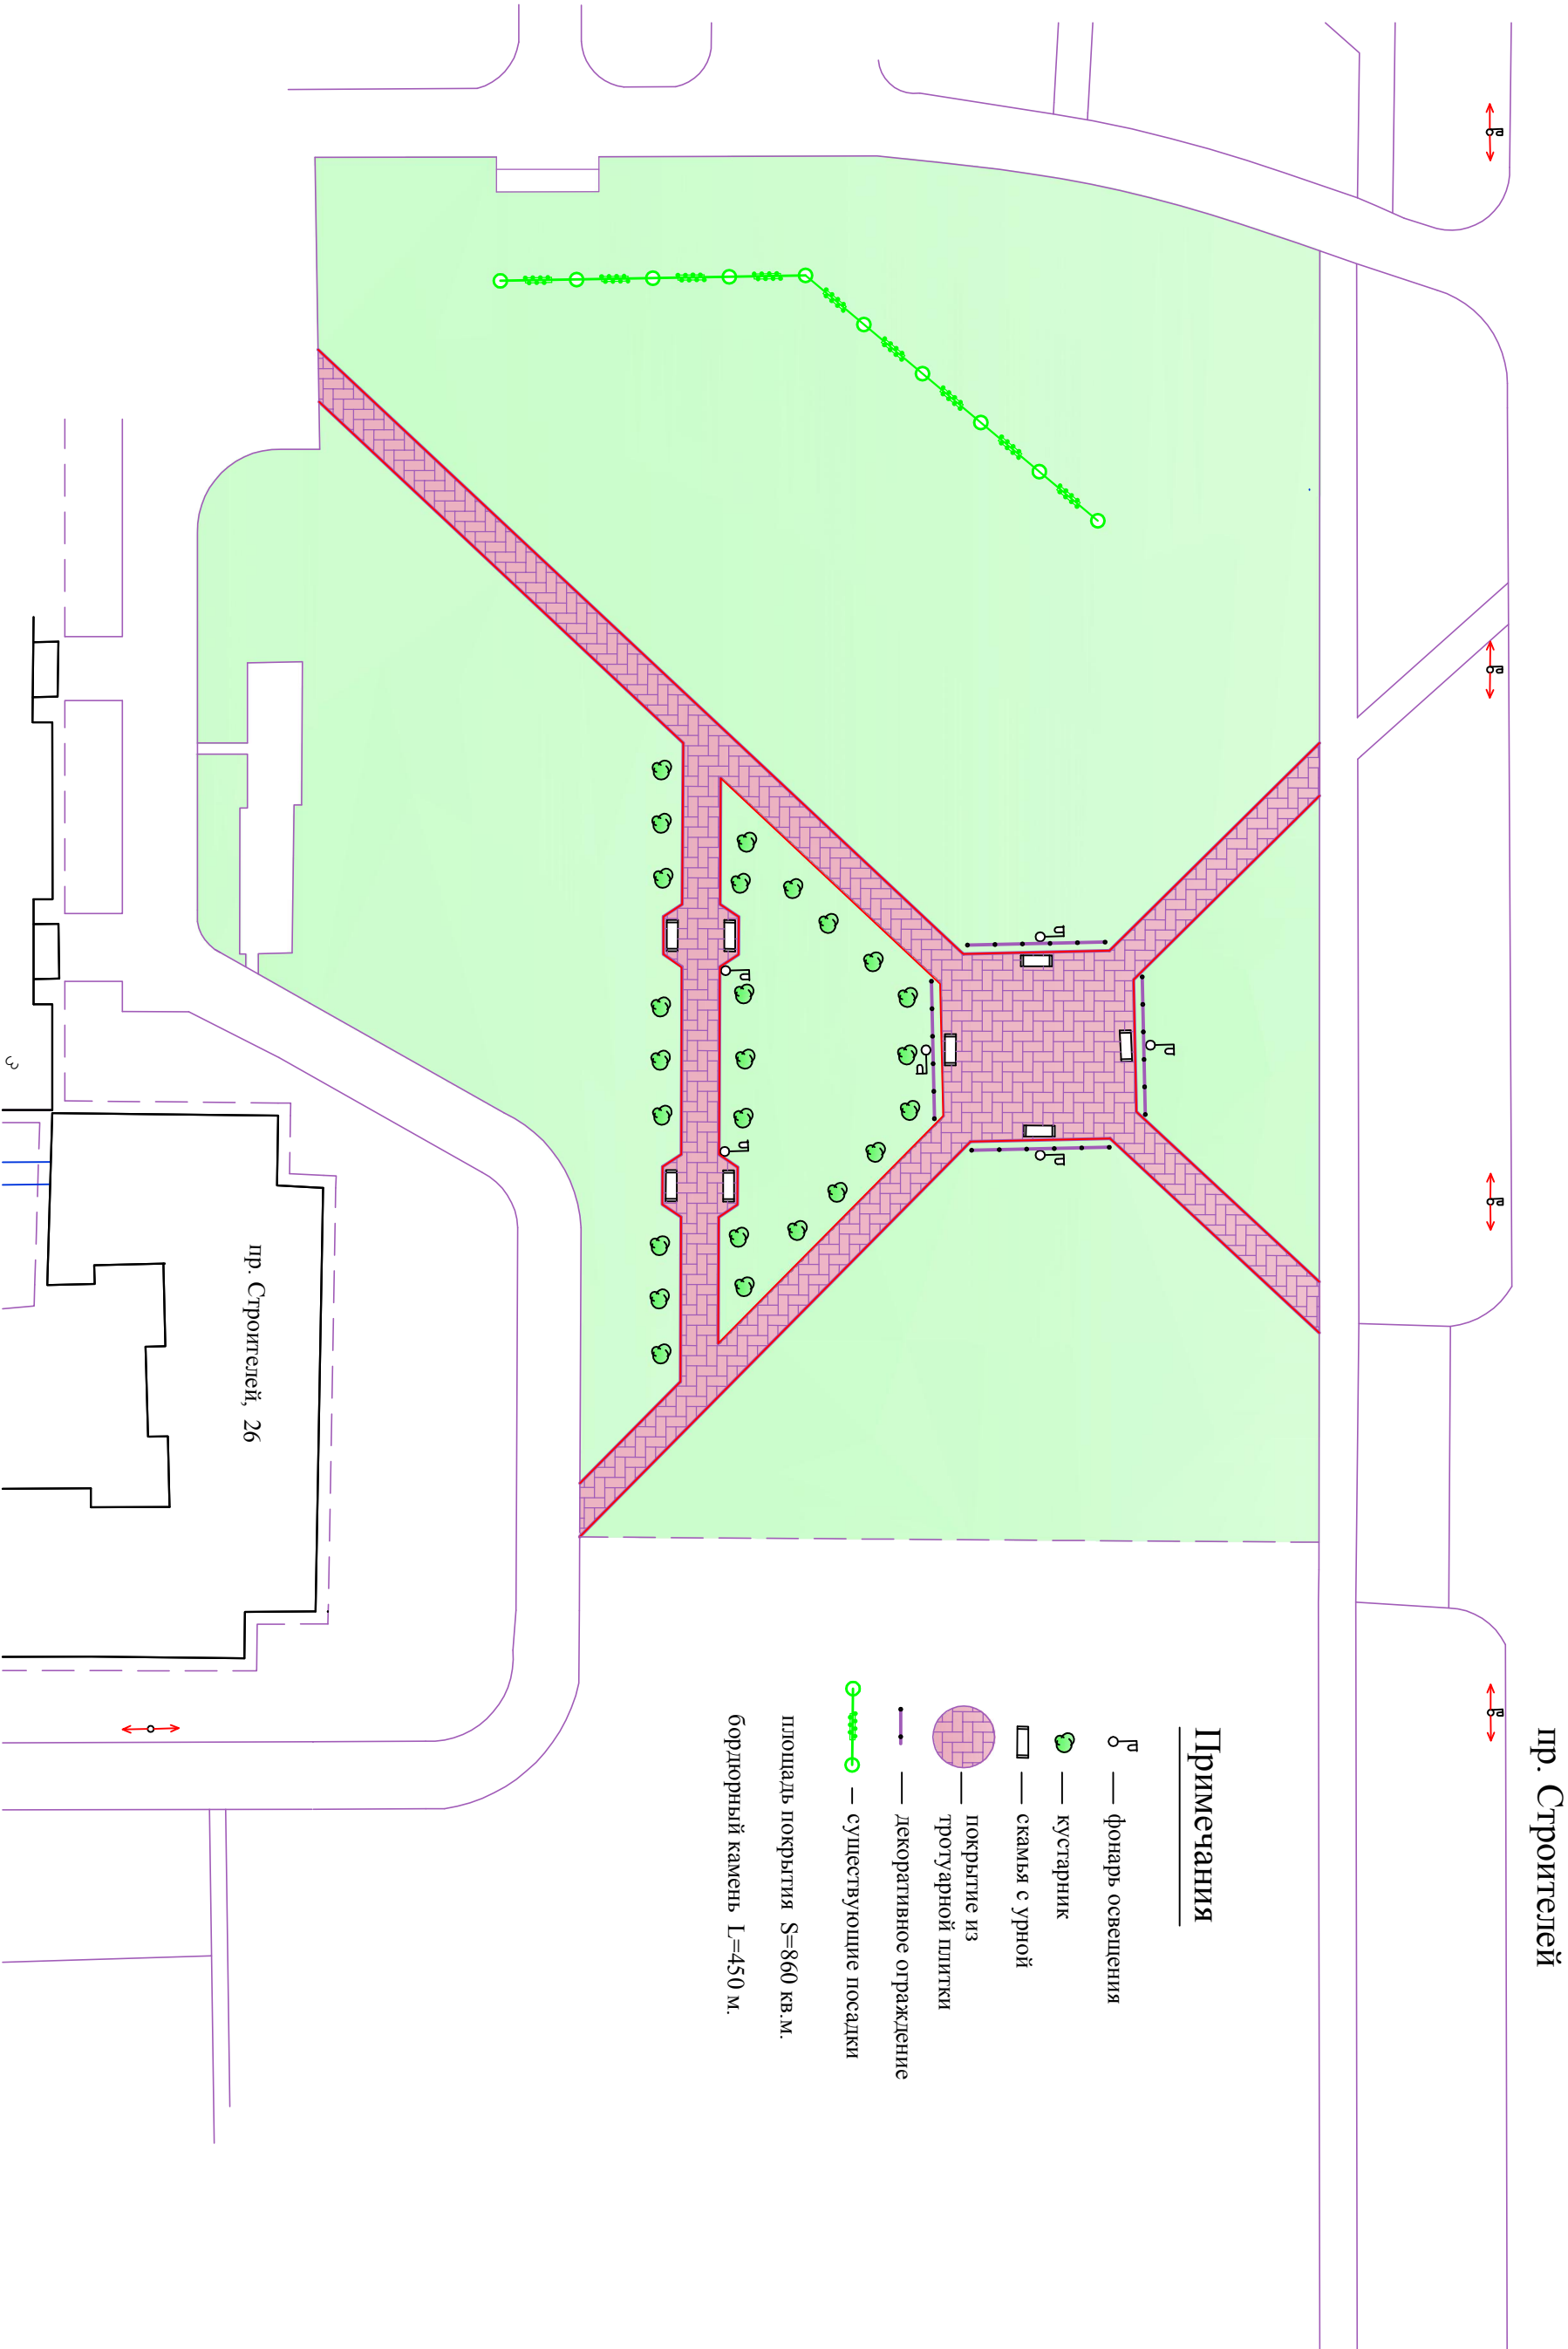 пр. Строителей
Примечания
фонарь освещения
кустарник
скамья с урной
покрытие из
тротуарной плитки
декоративное ограждение
– существующие посадки
площадь покрытия S=860 кв.м.
бордюрный камень L=450 м.
пр. Строителей, 26
3